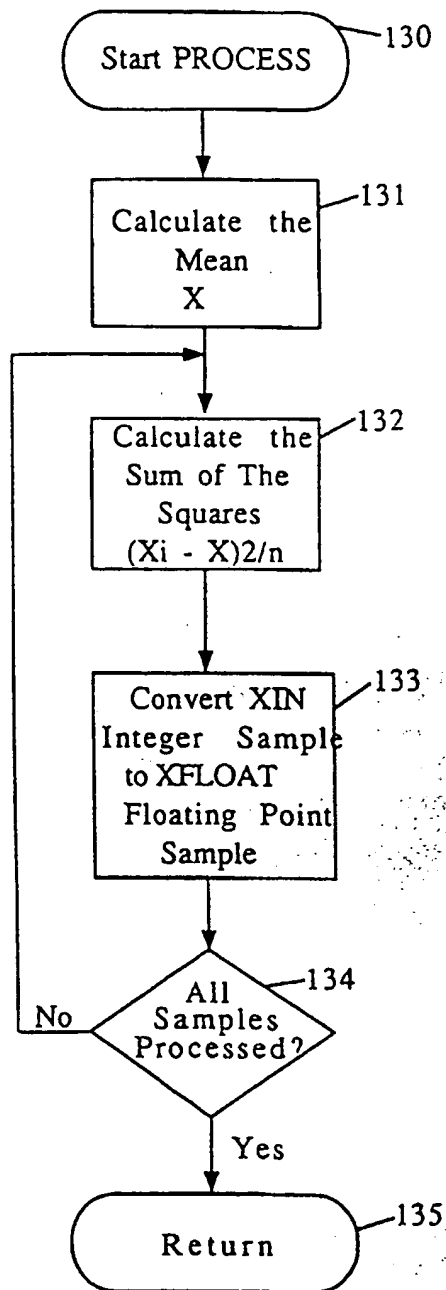 Start PROCESS
130
131
Calculate the
Mean
X
132
Calculate the
Sum of The
Squares
(Xi - X)2/n
133
Convert XIN
Integer Sample
to XFLOAT
Floating Point
Sample
134
All
Samples
Processed?
No
Yes
135
Return